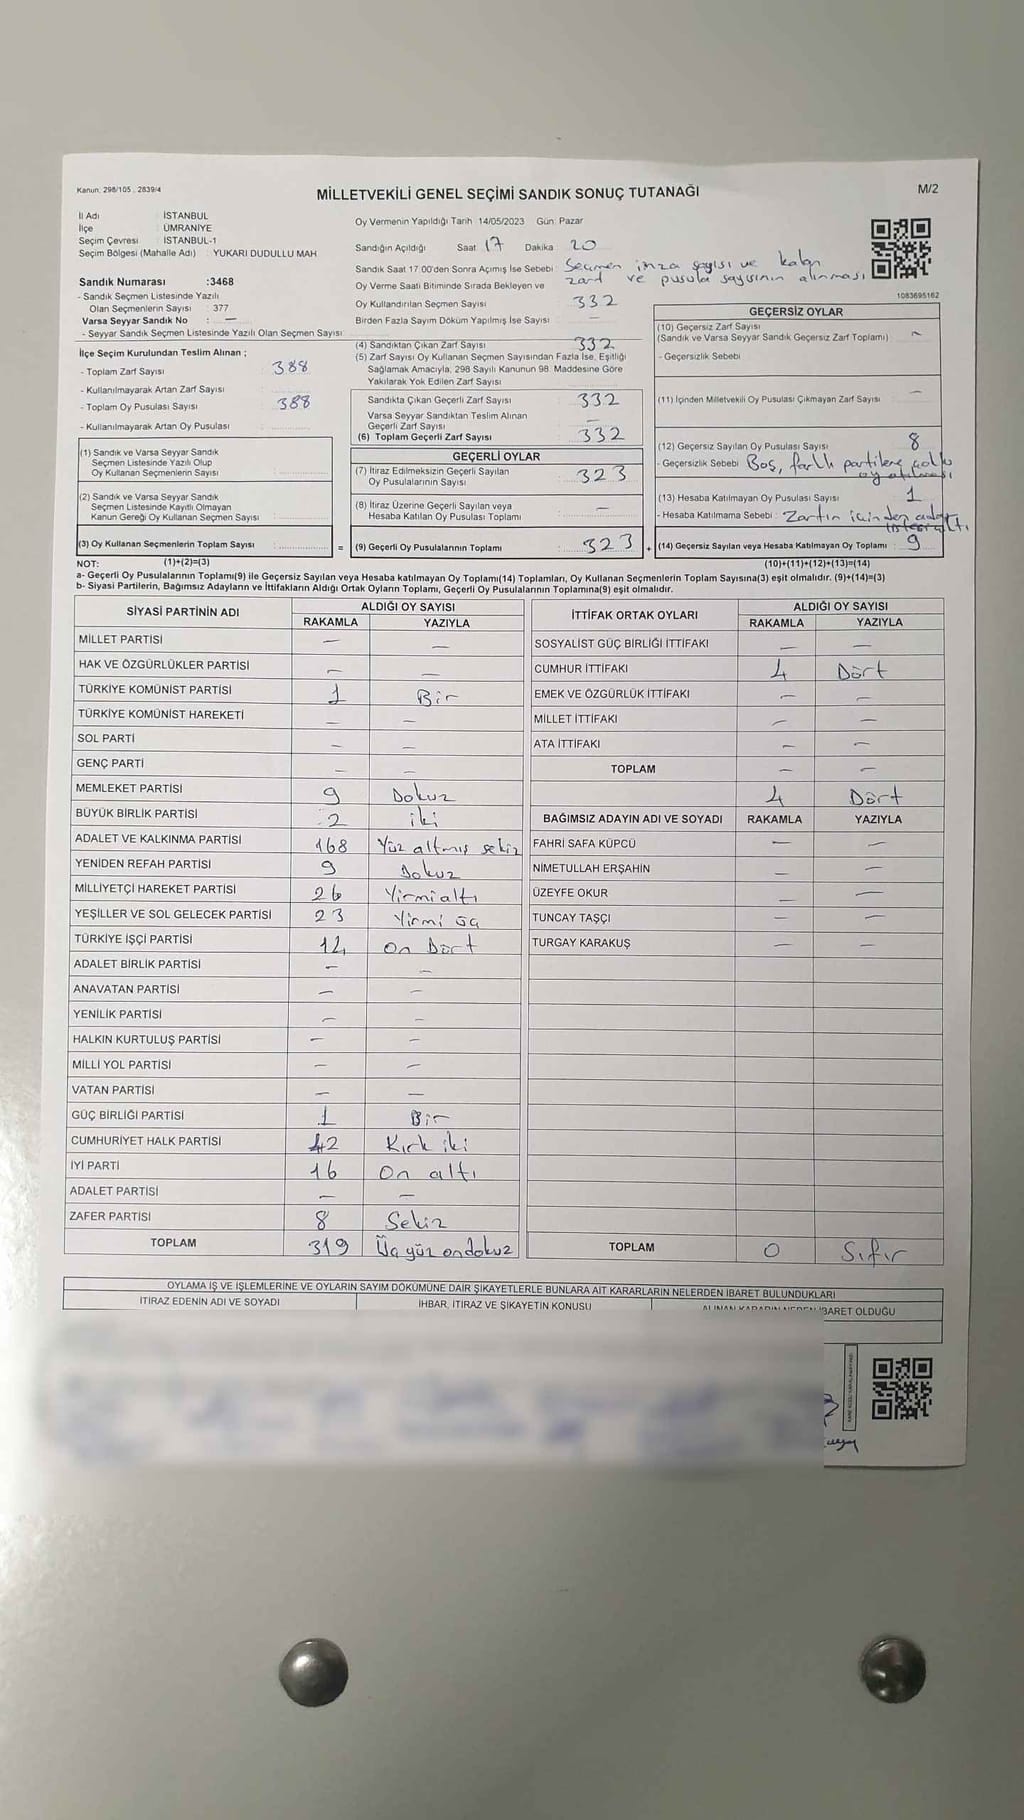 Kanun: 298/105 , 2839/4
MİLLETVEKİLİ GENEL SEÇİMİ SANDIK SONUÇ TUTANAĞI
M/2
İl Adı : İSTANBUL
İlçe : ÜMRANİYE
Seçim Çevresi : İSTANBUL-1
Seçim Bölgesi (Mahalle Adı) : YUKARI DUDULLU MAH
Sandık Numarası :3468
- Sandık Seçmen Listesinde Yazılı
Olan Seçmenlerin Sayısı : 377
Varsa Seyyar Sandık No : —
- Seyyar Sandık Seçmen Listesinde Yazılı Olan Seçmen Sayısı:
Oy Vermenin Yapıldığı Tarih 14/05/2023 Gün: Pazar
Sandığın Açıldığı Saat 17 Dakika 20
Sandık Saat 17.00'den Sonra Açımış İse Sebebi Seçmen imza sayısı ve kalan
zarf ve pusula sayısının alınması
Oy Verme Saati Bitiminde Sırada Bekleyen ve
Oy Kullandırılan Seçmen Sayısı 332
Birden Fazla Sayım Döküm Yapılmış İse Sayısı —
1083695162
İlçe Seçim Kurulundan Teslim Alınan ;
- Toplam Zarf Sayısı : 388
- Kullanılmayarak Artan Zarf Sayısı :
- Toplam Oy Pusulası Sayısı : 388
- Kullanılmayarak Artan Oy Pusulası :
(1) Sandık ve Varsa Seyyar Sandık
Seçmen Listesinde Yazılı Olup
Oy Kullanan Seçmenlerin Sayısı :
(2) Sandık ve Varsa Seyyar Sandık
Seçmen Listesinde Kayıtlı Olmayan
Kanun Gereği Oy Kullanan Seçmen Sayısı :
(3) Oy Kullanan Seçmenlerin Toplam Sayısı :
(4) Sandıktan Çıkan Zarf Sayısı 332
(5) Zarf Sayısı Oy Kullanan Seçmen Sayısından Fazla İse, Eşitliği
Sağlamak Amacıyla, 298 Sayılı Kanunun 98. Maddesine Göre
Yakılarak Yok Edilen Zarf Sayısı
Sandıkta Çıkan Geçerli Zarf Sayısı 332
Varsa Seyyar Sandıktan Teslim Alınan
Geçerli Zarf Sayısı —
(6) Toplam Geçerli Zarf Sayısı 332
GEÇERLİ OYLAR
(7) İtiraz Edilmeksizin Geçerli Sayılan
Oy Pusulalarının Sayısı : 323
(8) İtiraz Üzerine Geçerli Sayılan veya
Hesaba Katılan Oy Pusulası Toplamı : —
= (9) Geçerli Oy Pusulalarının Toplamı : 323
GEÇERSİZ OYLAR
(10) Geçersiz Zarf Sayısı
(Sandık ve Varsa Seyyar Sandık Geçersiz Zarf Toplamı) : —
- Geçersizlik Sebebi :
(11) İçinden Milletvekili Oy Pusulası Çıkmayan Zarf Sayısı : —
(12) Geçersiz Sayılan Oy Pusulası Sayısı : 8
- Geçersizlik Sebebi : Boş, farklı partilere çoklu
oy atılması
(13) Hesaba Katılmayan Oy Pusulası Sayısı : 1
- Hesaba Katılmama Sebebi : Zarfın içinden aday
listesi çıktı
+ (14) Geçersiz Sayılan veya Hesaba Katılmayan Oy Toplamı : 9
NOT: (1)+(2)=(3)
(10)+(11)+(12)+(13)=(14)
a- Geçerli Oy Pusulalarının Toplamı(9) ile Geçersiz Sayılan veya Hesaba katılmayan Oy Toplamı(14) Toplamları, Oy Kullanan Seçmenlerin Toplam Sayısına(3) eşit olmalıdır. (9)+(14)=(3)
b- Siyasi Partilerin, Bağımsız Adayların ve İttifakların Aldığı Ortak Oyların Toplamı, Geçerli Oy Pusulalarının Toplamına(9) eşit olmalıdır.
SİYASİ PARTİNİN ADI ALDIĞI OY SAYISI
RAKAMLA YAZIYLA
MİLLET PARTİSİ — —
HAK VE ÖZGÜRLÜKLER PARTİSİ — —
TÜRKİYE KOMÜNİST PARTİSİ 1 Bir
TÜRKİYE KOMÜNİST HAREKETİ — —
SOL PARTİ — —
GENÇ PARTİ — —
MEMLEKET PARTİSİ 9 Dokuz
BÜYÜK BİRLİK PARTİSİ 2 iki
ADALET VE KALKINMA PARTİSİ 168 Yüz altmış sekiz
YENİDEN REFAH PARTİSİ 9 Dokuz
MİLLİYETÇİ HAREKET PARTİSİ 26 Yirmialtı
YEŞİLLER VE SOL GELECEK PARTİSİ 23 Yirmi üç
TÜRKİYE İŞÇİ PARTİSİ 14 On Dört
ADALET BİRLİK PARTİSİ — —
ANAVATAN PARTİSİ — —
YENİLİK PARTİSİ — —
HALKIN KURTULUŞ PARTİSİ — —
MİLLİ YOL PARTİSİ — —
VATAN PARTİSİ — —
GÜÇ BİRLİĞİ PARTİSİ 1 Bir
CUMHURİYET HALK PARTİSİ 42 Kırk iki
İYİ PARTİ 16 On altı
ADALET PARTİSİ — —
ZAFER PARTİSİ 8 Sekiz
TOPLAM 319 Üç yüz ondokuz
İTTİFAK ORTAK OYLARI ALDIĞI OY SAYISI
RAKAMLA YAZIYLA
SOSYALİST GÜÇ BİRLİĞİ İTTİFAKI — —
CUMHUR İTTİFAKI 4 Dört
EMEK VE ÖZGÜRLÜK İTTİFAKI — —
MİLLET İTTİFAKI — —
ATA İTTİFAKI — —
TOPLAM — —
4 Dört
BAĞIMSIZ ADAYIN ADI VE SOYADI RAKAMLA YAZIYLA
FAHRİ SAFA KÜPCÜ — —
NİMETULLAH ERŞAHİN — —
ÜZEYFE OKUR — —
TUNCAY TAŞÇI — —
TURGAY KARAKUŞ — —
TOPLAM 0 Sıfır
OYLAMA İŞ VE İŞLEMLERİNE VE OYLARIN SAYIM DÖKÜMÜNE DAİR ŞİKAYETLERLE BUNLARA AİT KARARLARIN NELERDEN İBARET BULUNDUKLARI
İTİRAZ EDENİN ADI VE SOYADI İHBAR, İTİRAZ VE ŞİKAYETİN KONUSU ALINAN KARARIN NEDEN İBARET OLDUĞU